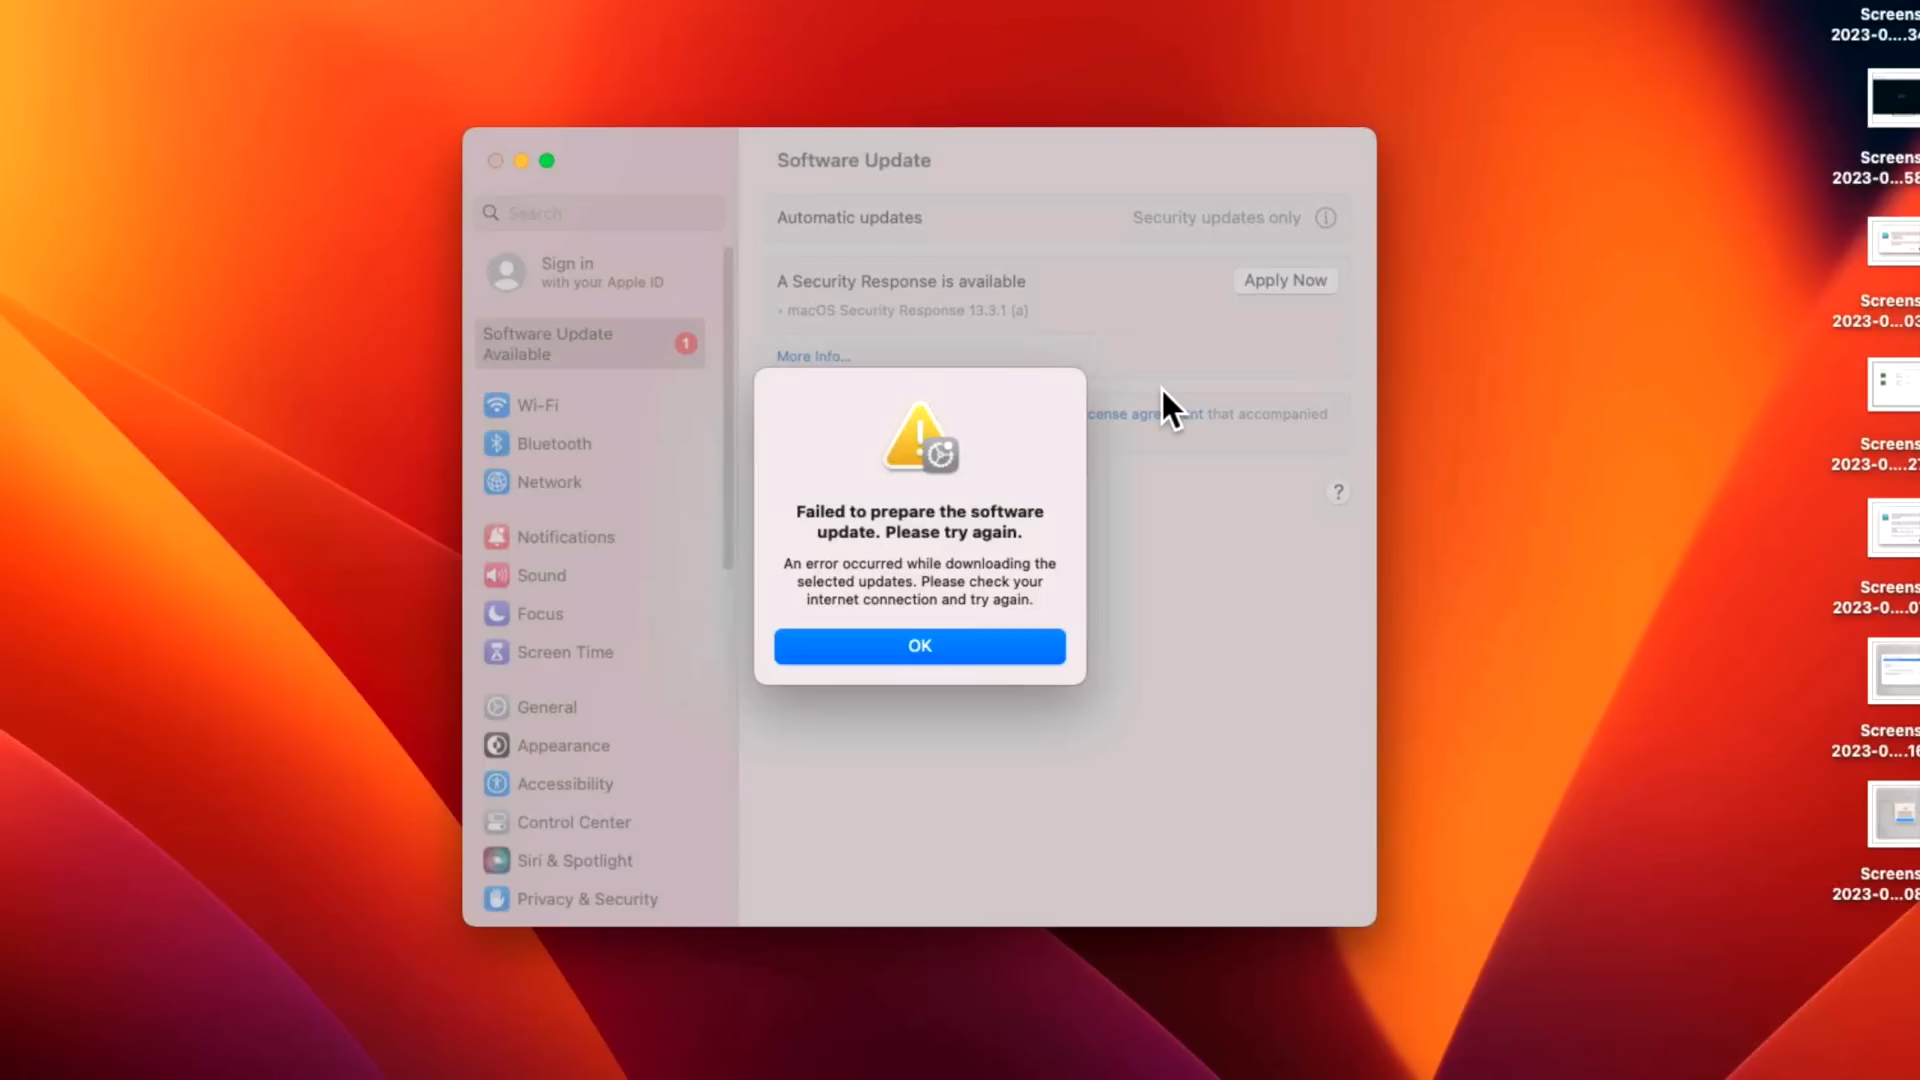 Software Update
Search
Automatic updates
Security updates only
Sign in
with your Apple ID
A Security Response is available
Apply Now
• macOS Security Response 13.3.1 (a)
More Info...
Software Update
Available
1
cense agre nt that accompanied
Wi-Fi
Bluetooth
Network
Notifications
Sound
Focus
Screen Time
General
Appearance
Accessibility
Control Center
Siri & Spotlight
Privacy & Security
?
Failed to prepare the software
update. Please try again.
An error occurred while downloading the
selected updates. Please check your
internet connection and try again.
OK
Screens
2023-0....34
Screens
2023-0...58
Screens
2023-0...03
Screens
2023-0....27
Screens
2023-0....0
Screens
2023-0....16
Screens
2023-0...08